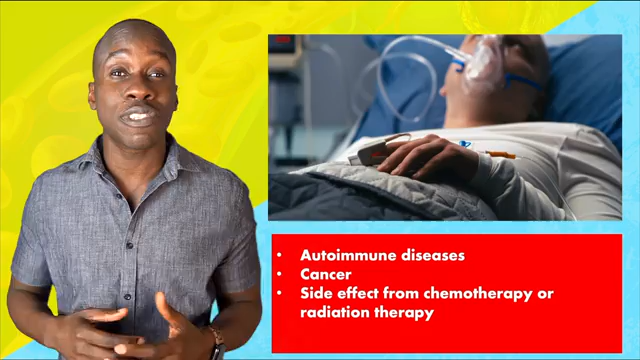 • Autoimmune diseases
• Cancer
• Side effect from chemotherapy or
radiation therapy